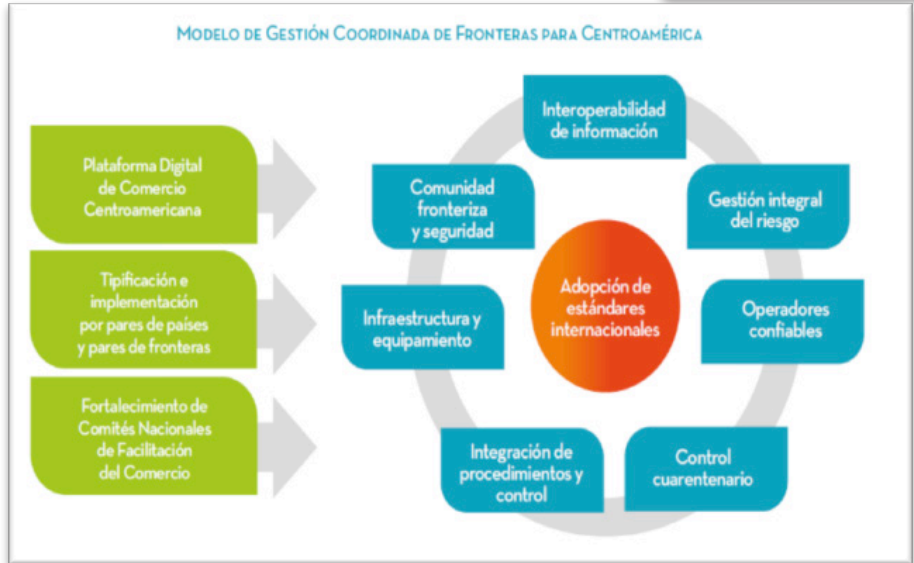 MODELO DE GESTIÓN COORDINADA DE FRONTERAS PARA CENTROAMÉRICA
Plataforma Digital
de Comercio
Centroamericana
Tipificación e
implementación
por pares de países
y pares de fronteras
Fortalecimiento de
Comités Nacionales
de Facilitación
del Comercio
Interoperabilidad
de información
Gestión integral
del riesgo
Operadores
confiables
Control
cuarentenario
Integración de
procedimientos y
control
Infraestructura y
equipamiento
Comunidad
fronteriza
y seguridad
Adopción de
estándares
internacionales